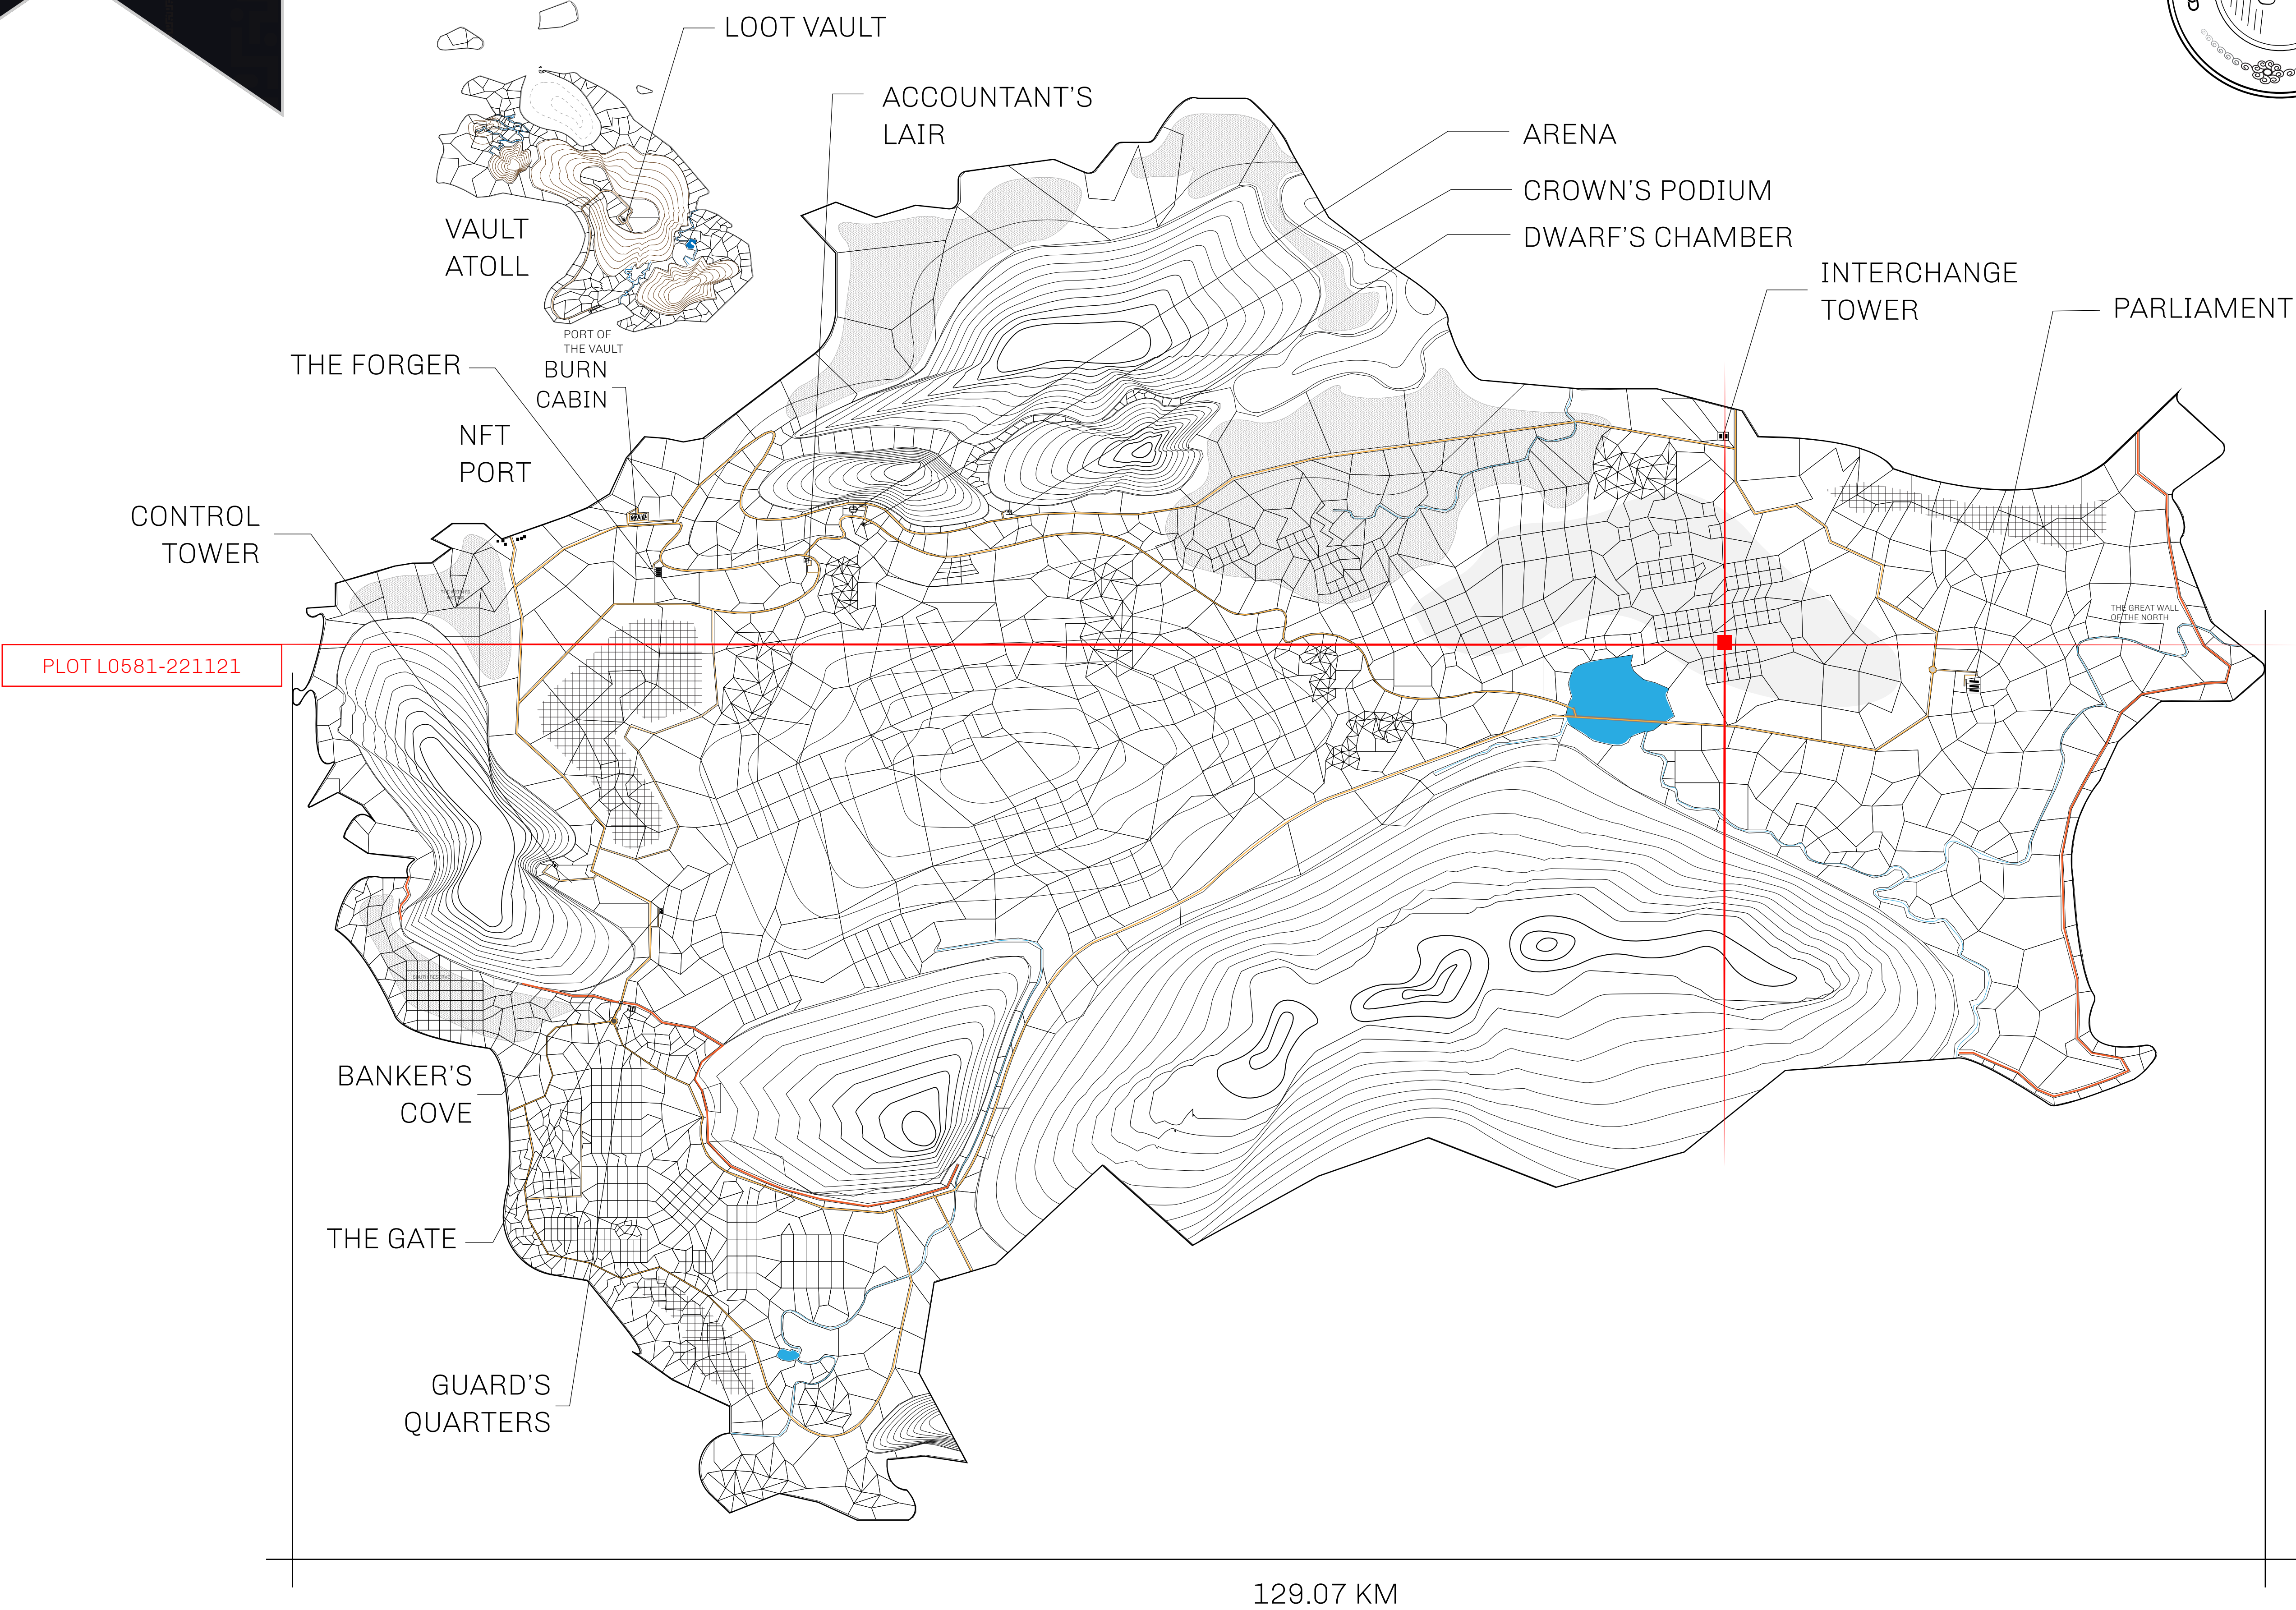 LOOT VAULT
ACCOUNTANT'S
LAIR
ARENA
CROWN'S PODIUM
DWARF'S CHAMBER
INTERCHANGE
TOWER
PARLIAMENT
VAULT
ATOLL
PORT OF
THE VAULT
THE FORGER
BURN
CABIN
NFT
PORT
CONTROL
TOWER
THE GREAT WALL
OF THE NORTH
PLOT L0581-221121
SOUTH RESERVE
BANKER'S
COVE
THE GATE
GUARD'S
QUARTERS
129.07 KM